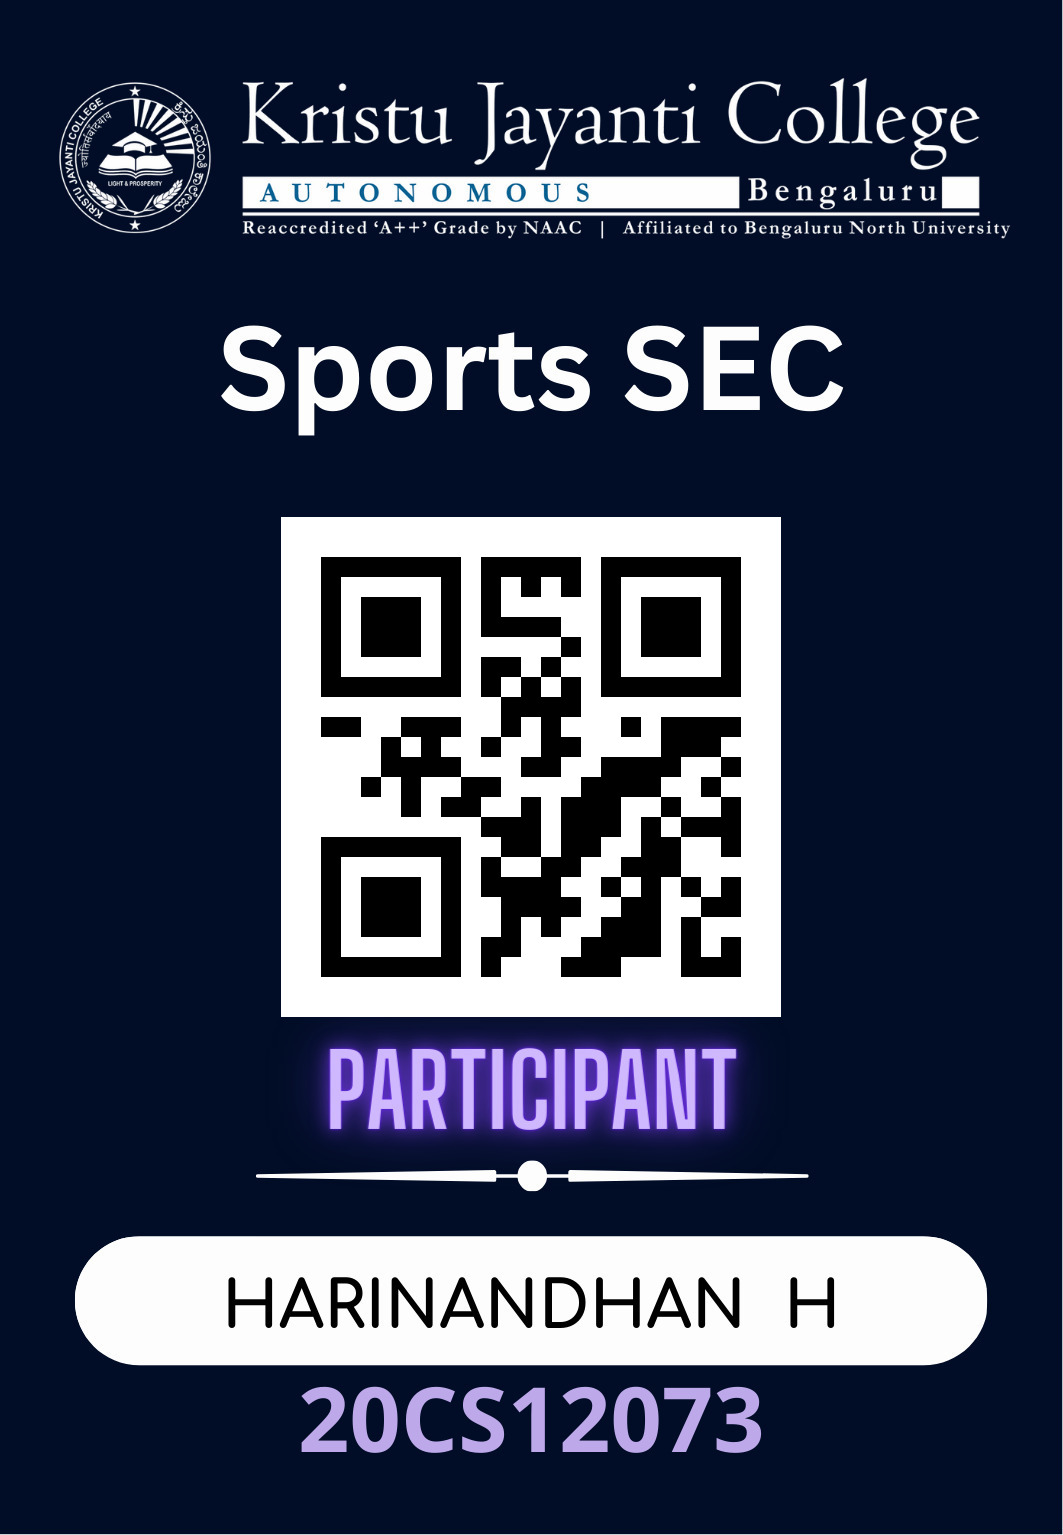 Kristu Jayanti College
AUTONOMOUS Bengaluru
Reaccredited ‘A++’ Grade by NAAC | Affiliated to Bengaluru North University
KRISTU JAYANTI COLLEGE
LIGHT & PROSPERITY
Sports SEC
PARTICIPANT
HARINANDHAN H
20CS12073